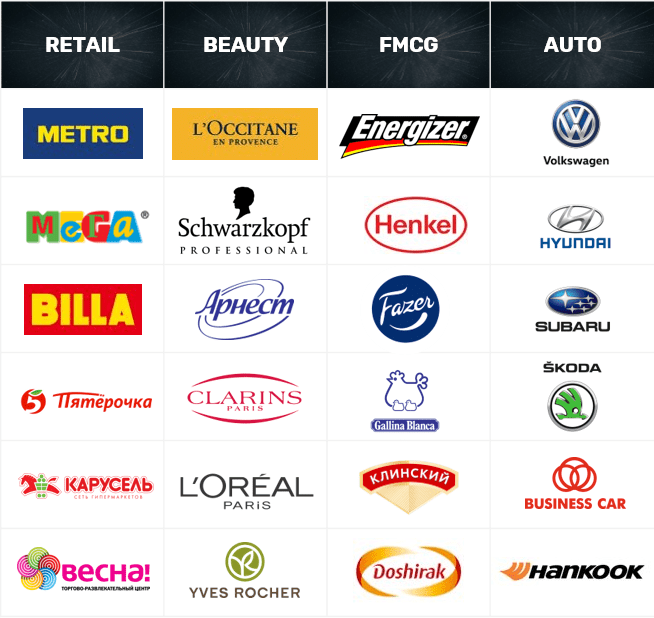 RETAIL BEAUTY FMCG AUTO
METRO
L'OCCITANE
EN PROVENCE
Energizer®
Volkswagen
MEGA®
Schwarzkopf
PROFESSIONAL
Henkel
HYUNDAI
BILLA
Арнест
Fazer
SUBARU
5 Пятёрочка
CLARINS
PARIS
Gallina Blanca
ŠKODA
КАРУСЕЛЬ
СЕТЬ ГИПЕРМАРКЕТОВ
L'ORÉAL
PARIS
КЛИНСКИЙ
BUSINESS CAR
ВЕСНА!
ТОРГОВО-РАЗВЛЕКАТЕЛЬНЫЙ ЦЕНТР
YVES ROCHER
Doshirak
HANKOOK